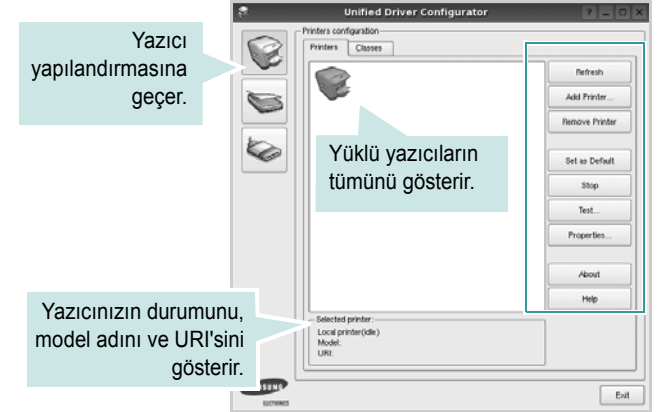 Unified Driver Configurator
Yazıcı
yapılandırmasına
geçer.
Printers configuration
Printers
Classes
Refresh
Add Printer...
Remove Printer
Set as Default
Stop
Test...
Properties...
About
Help
Yüklü yazıcıların
tümünü gösterir.
Yazıcınızın durumunu,
model adını ve URI'sini
gösterir.
Selected printer:
Local printer(idle)
Model:
URI:
ELECTRONICS
Exit